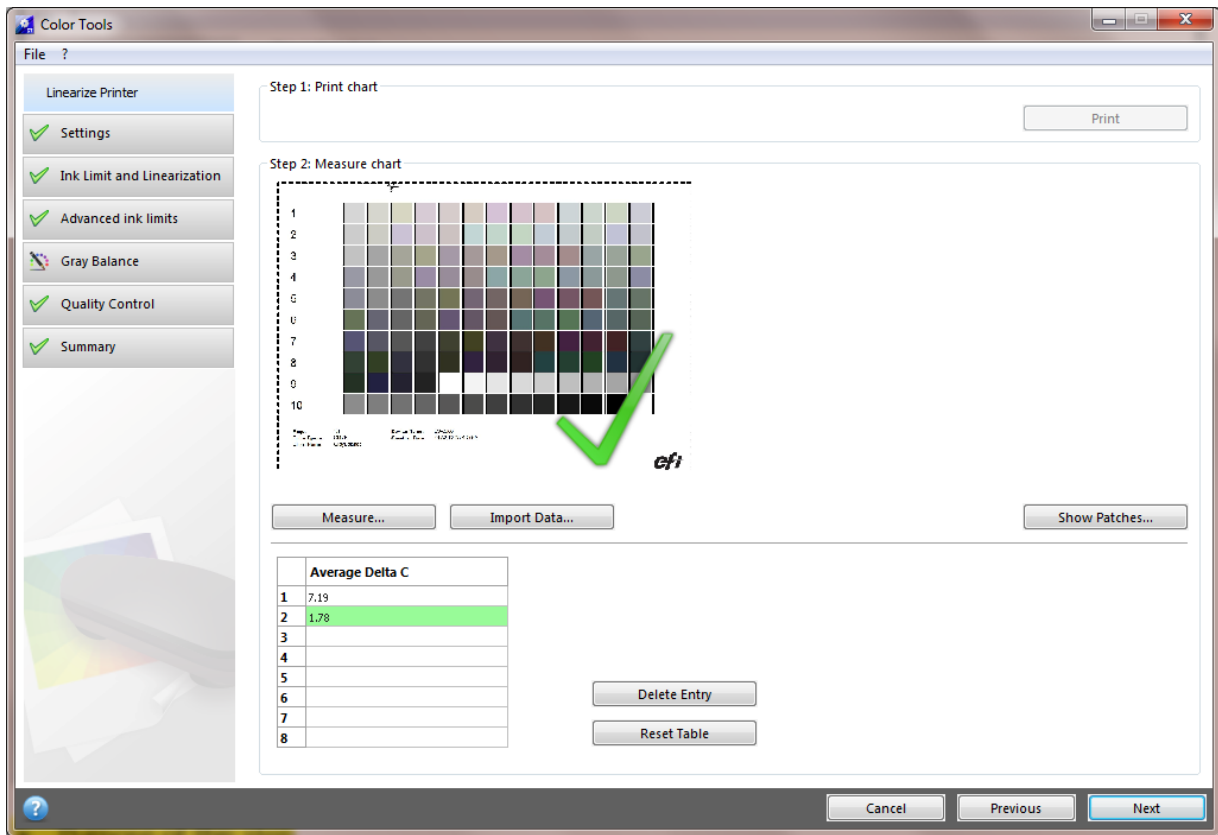 Color Tools
File ?
Linearize Printer
Settings
Ink Limit and Linearization
Advanced ink limits
Gray Balance
Quality Control
Summary
Step 1: Print chart
Print
Step 2: Measure chart
1
2
3
4
5
6
7
8
9
10
efi
Measure...
Import Data...
Show Patches...
Average Delta C
1 7.19
2 1.78
3
4
5
6
7
8
Delete Entry
Reset Table
?
Cancel
Previous
Next